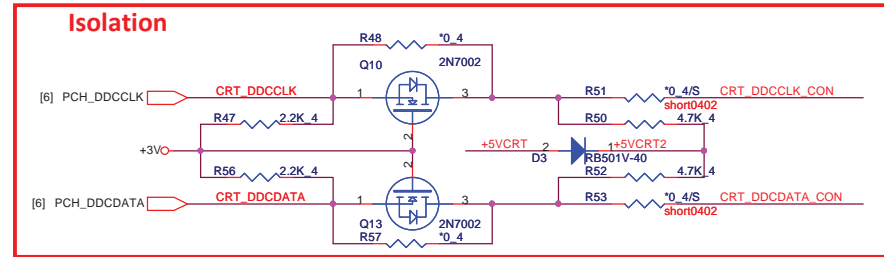 Isolation
R48 *0_4
Q10 2N7002
[6] PCH_DDCCLK CRT_DDCCLK 1 3 R51 *0_4/S CRT_DDCCLK_CON
short0402
R47 2.2K_4 R50 4.7K_4
2
+3V +5VCRT 2 1 +5VCRT2
D3 RB501V-40
2
R56 2.2K_4 R52 4.7K_4
[6] PCH_DDCDATA CRT_DDCDATA 1 3 R53 *0_4/S CRT_DDCDATA_CON
short0402
Q13 2N7002
R57 *0_4